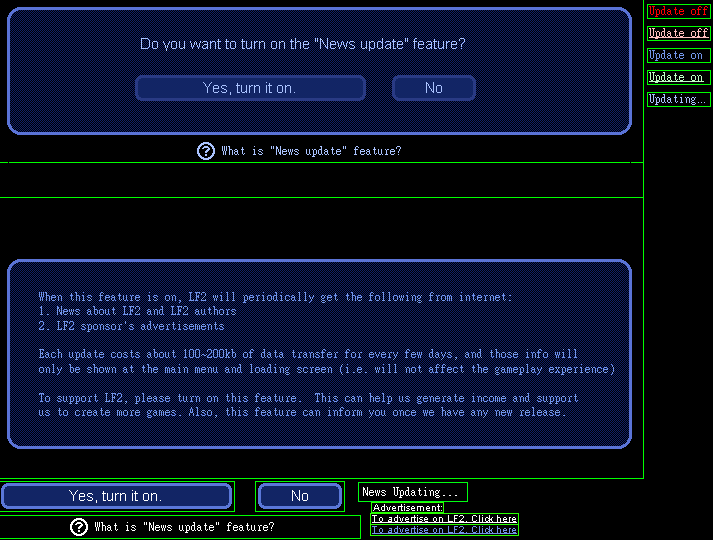 Do you want to turn on the "News update" feature?
Yes, turn it on.
No
What is "News update" feature?
Update off
Update off
Update on
Update on
Updating...
When this feature is on, LF2 will periodically get the following from internet:
1. News about LF2 and LF2 authors
2. LF2 sponsor's advertisements
Each update costs about 100~200kb of data transfer for every few days, and those info will
only be shown at the main menu and loading screen (i.e. will not affect the gameplay experience)
To support LF2, please turn on this feature. This can help us generate income and support
us to create more games. Also, this feature can inform you once we have any new release.
Yes, turn it on.
No
News Updating...
Advertisement:
To advertise on LF2, Click here
To advertise on LF2, Click here
What is "News update" feature?